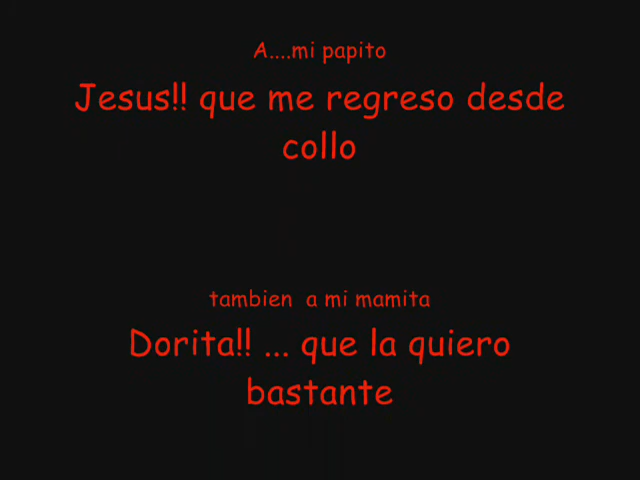 A....mi papito
Jesus!! que me regreso desde
collo
tambien  a mi mamita
Dorita!! ... que la quiero
bastante